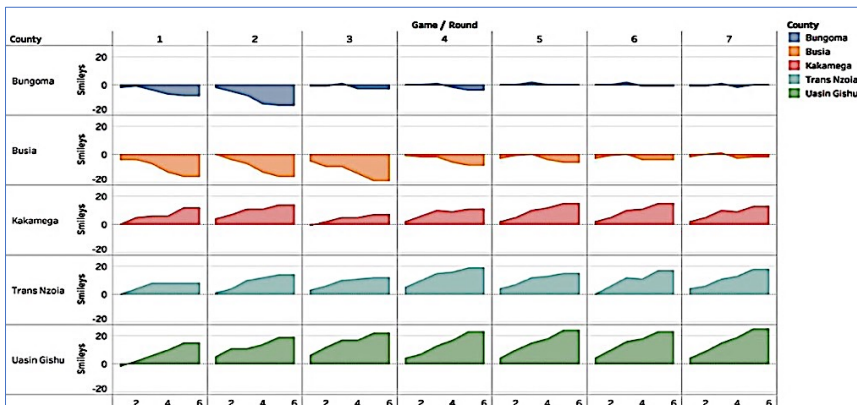 Game / Round
County 1 2 3 4 5 6 7
Bungoma Smileys 20 0 -20
Busia Smileys 20 0 -20
Kakamega Smileys 20 0 -20
Trans Nzoia Smileys 20 0 -20
Uasin Gishu Smileys 20 0 -20
2 4 6 2 4 6 2 4 6 2 4 6 2 4 6 2 4 6 2 4 6
County
Bungoma
Busia
Kakamega
Trans Nzoia
Uasin Gishu